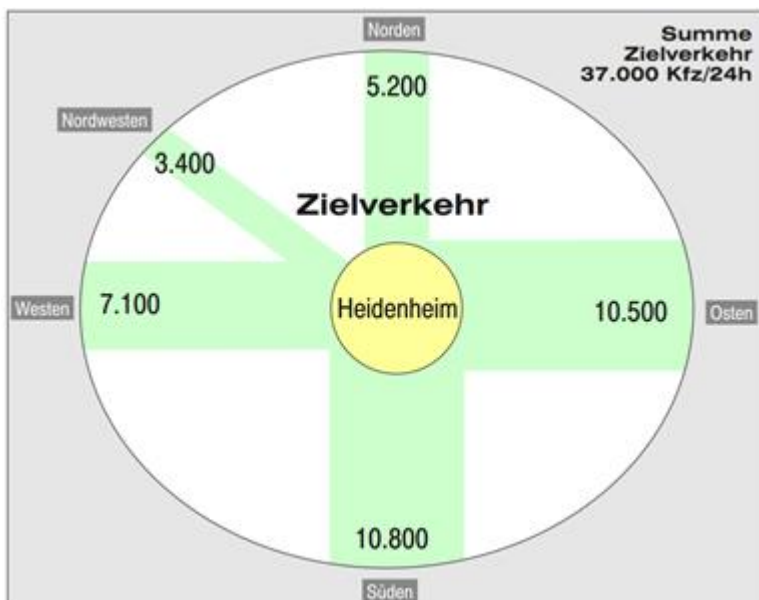 Norden
Summe
Zielverkehr
37.000 Kfz/24h
5.200
Nordwesten
3.400
Zielverkehr
Westen
7.100
Heidenheim
10.500
Osten
10.800
Süden